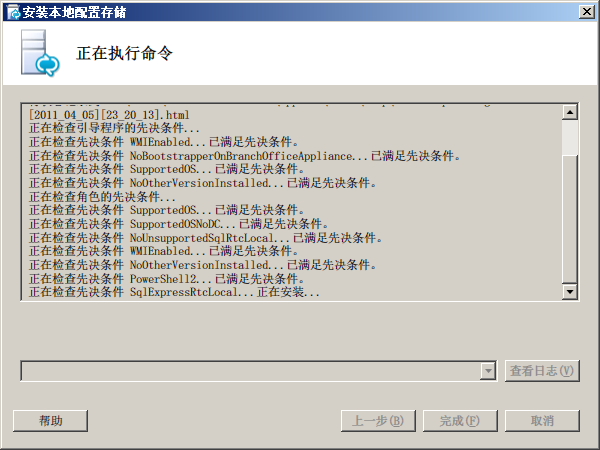 安装本地配置存储
正在执行命令
[2011_04_05][23_20_13].html
正在检查引导程序的先决条件...
正在检查先决条件 WMIEnabled...已满足先决条件。
正在检查先决条件 NoBootstrapperOnBranchOfficeAppliance...已满足先决条件。
正在检查先决条件 SupportedOS...已满足先决条件。
正在检查先决条件 NoOtherVersionInstalled...已满足先决条件。
正在检查角色的先决条件...
正在检查先决条件 SupportedOS...已满足先决条件。
正在检查先决条件 SupportedOSNoDC...已满足先决条件。
正在检查先决条件 NoUnsupportedSqlRtcLocal...已满足先决条件。
正在检查先决条件 WMIEnabled...已满足先决条件。
正在检查先决条件 NoOtherVersionInstalled...已满足先决条件。
正在检查先决条件 PowerShell2...已满足先决条件。
正在检查先决条件 SqlExpressRtcLocal...正在安装...
查看日志(V)
帮助 上一步(B) 完成(F) 取消